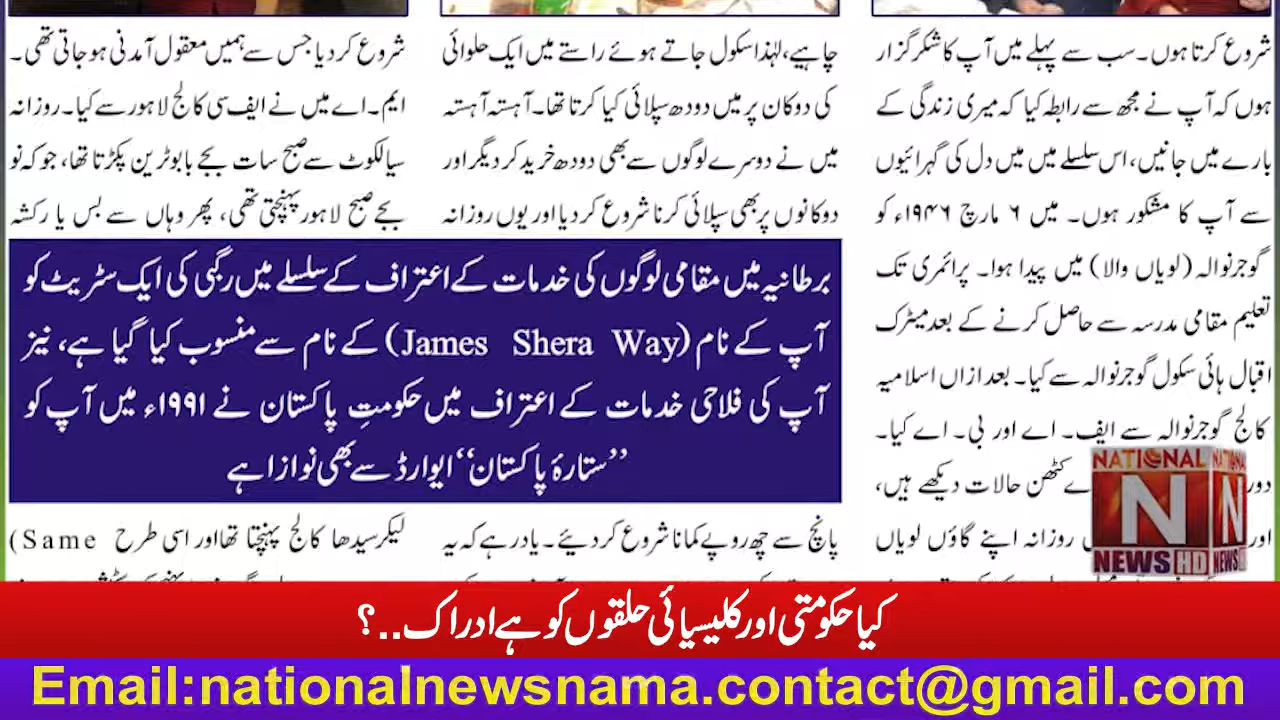 شروع کرتا ہوں۔ سب سے پہلے میں آپ کا شکر گزار
ہوں کہ آپ نے مجھ سے رابطہ کیا کہ میری زندگی کے
بارے میں جانیں، اس سلسلے میں میں دل کی گہرائیوں
سے آپ کا مشکور ہوں۔ میں ۶ مارچ ۱۹۴۶ء کو
گوجرنوالہ (لویاں والا) میں پیدا ہوا۔ پرائمری تک
تعلیم مقامی مدرسہ سے حاصل کرنے کے بعد میٹرک
اقبال ہائی سکول گوجرنوالہ سے کیا۔ بعد ازاں اسلامیہ
کالج گوجرنوالہ سے ایف۔ اے اور بی۔ اے کیا۔
کٹھن حالات دیکھے ہیں،
روزانہ اپنے گاؤں لویاں
چاہیے، لہٰذا سکول جاتے ہوئے راستے میں ایک حلوائی
کی دوکان پر میں دودھ سپلائی کیا کرتا تھا۔ آہستہ آہستہ
میں نے دوسرے لوگوں سے بھی دودھ خرید کر دیگر اور
دوکانوں پر بھی سپلائی کرنا شروع کر دیا اور یوں روزانہ
پانچ سے چھ روپے کمانا شروع کر دیئے۔ یاد رہے کہ یہ
شروع کر دیا جس سے ہمیں معقول آمدنی ہو جاتی تھی۔
ایم۔ اے میں نے ایف سی کالج لاہور سے کیا۔ روزانہ
سیالکوٹ سے صبح سات بجے بابو ٹرین پکڑتا تھا، جو کہ نو
بجے صبح لاہور پہنچتی تھی، پھر وہاں سے بس یا رکشہ
لیکر سیدھا کالج پہنچتا تھا اور اسی طرح Same)
برطانیہ میں مقامی لوگوں کی خدمات کے اعتراف کے سلسلے میں رگبی کی ایک سٹریٹ کو
آپ کے نام (James Shera Way) کے نام سے منسوب کیا گیا ہے، نیز
آپ کی فلاحی خدمات کے اعتراف میں حکومتِ پاکستان نے ۱۹۹۱ء میں آپ کو
”ستارۂ پاکستان“ ایوارڈ سے بھی نوازا ہے
NATIONAL
N
NEWS HD
NATIONAL
N
NEWS
کیا حکومتی اور کلیسیائی حلقوں کو ہے ادراک..؟
Email:nationalnewsnama.contact@gmail.com